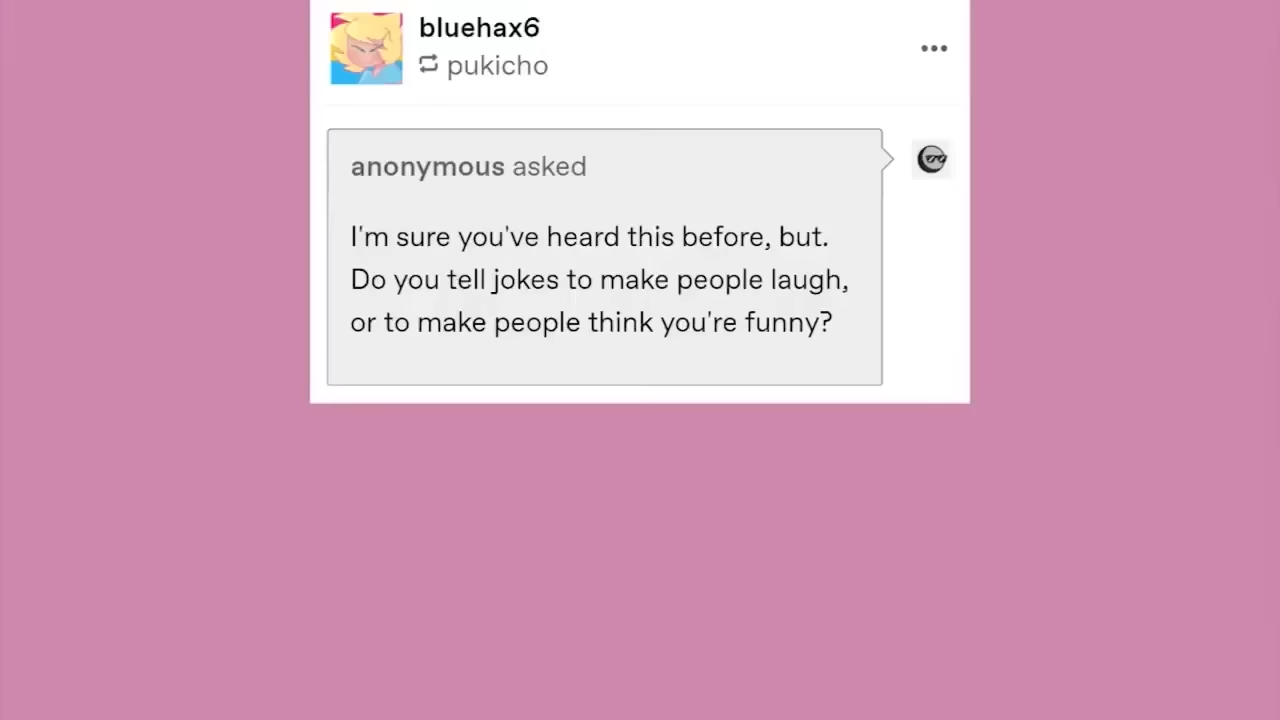 bluehax6
pukicho
anonymous asked
I'm sure you've heard this before, but.
Do you tell jokes to make people laugh,
or to make people think you're funny?